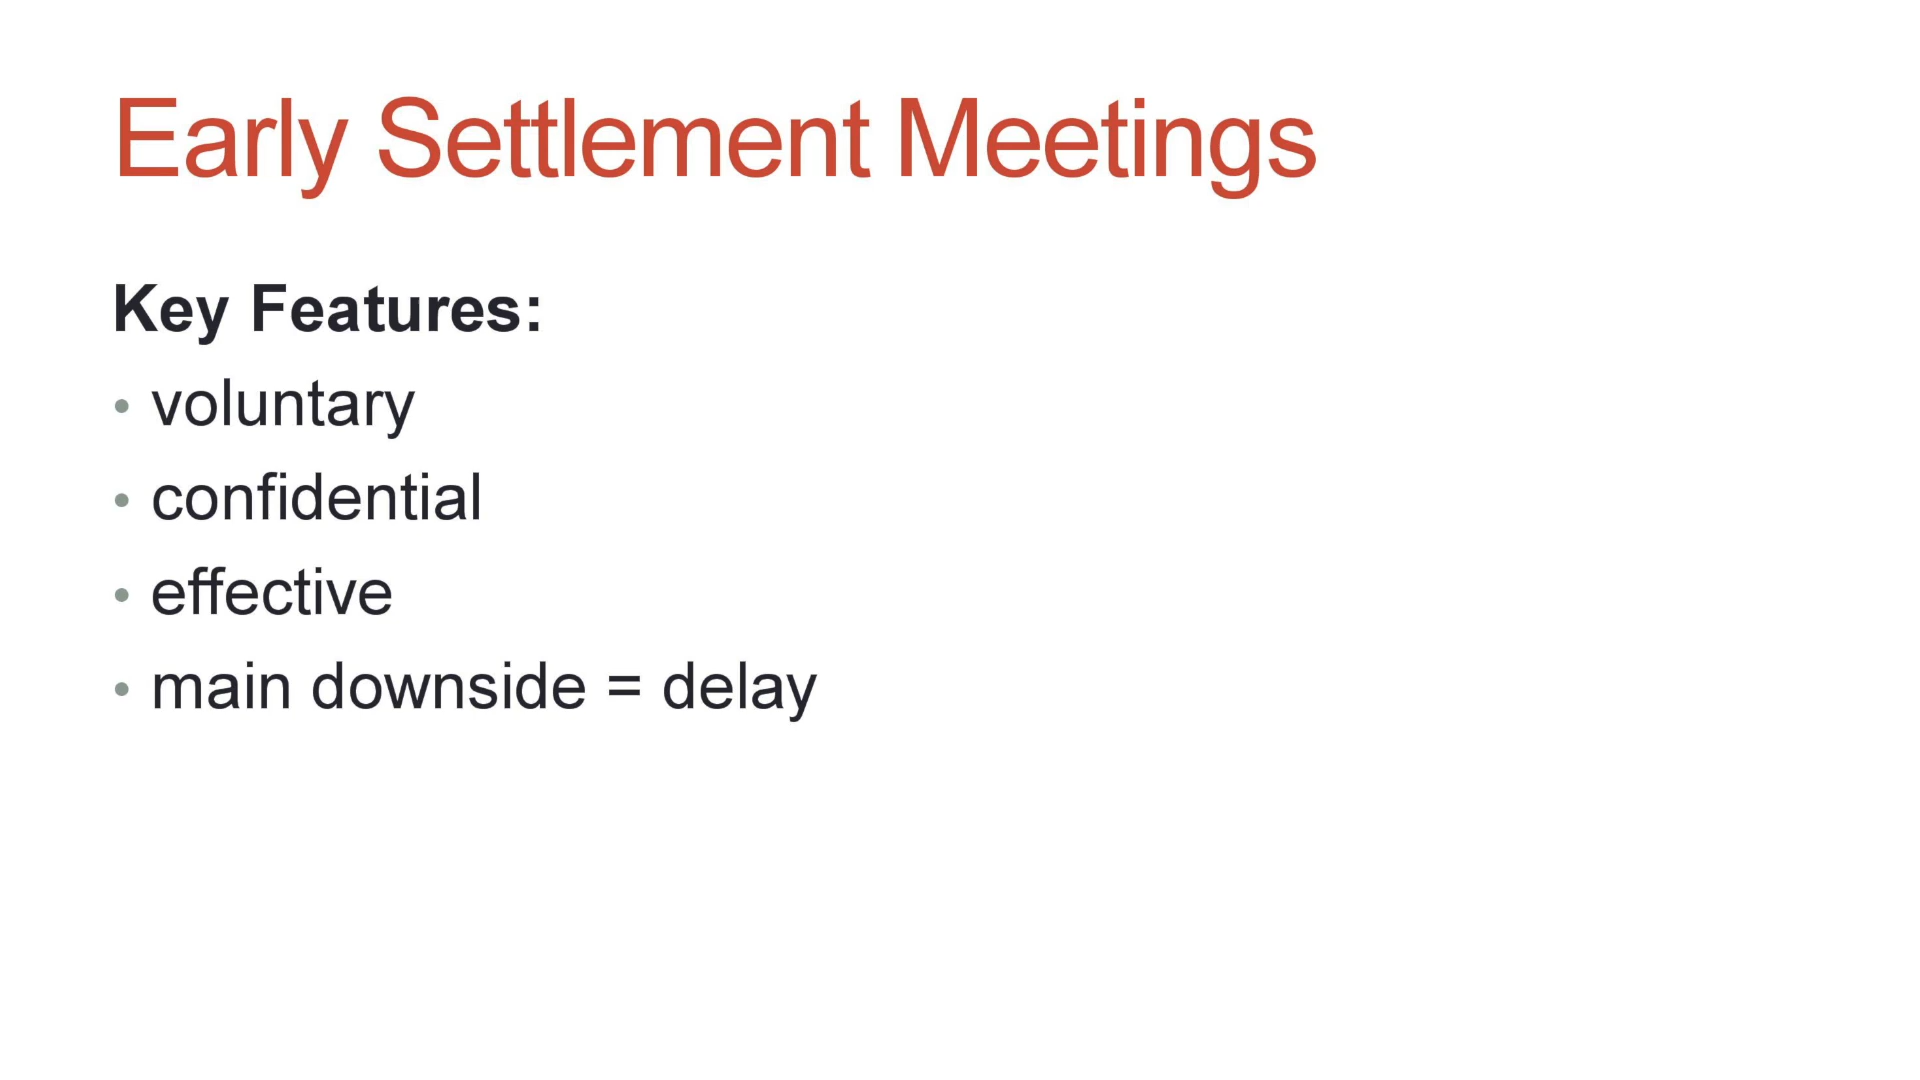 Early Settlement Meetings
Key Features:
• voluntary
• confidential
• effective
• main downside = delay